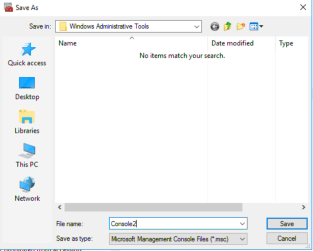 Save As
Save in:
Windows Administrative Tools
Name
Date modified
Type
No items match your search.
Quick access
Desktop
Libraries
This PC
Network
File name:
Console2
Save
Save as type:
Microsoft Management Console Files (*.msc)
Cancel